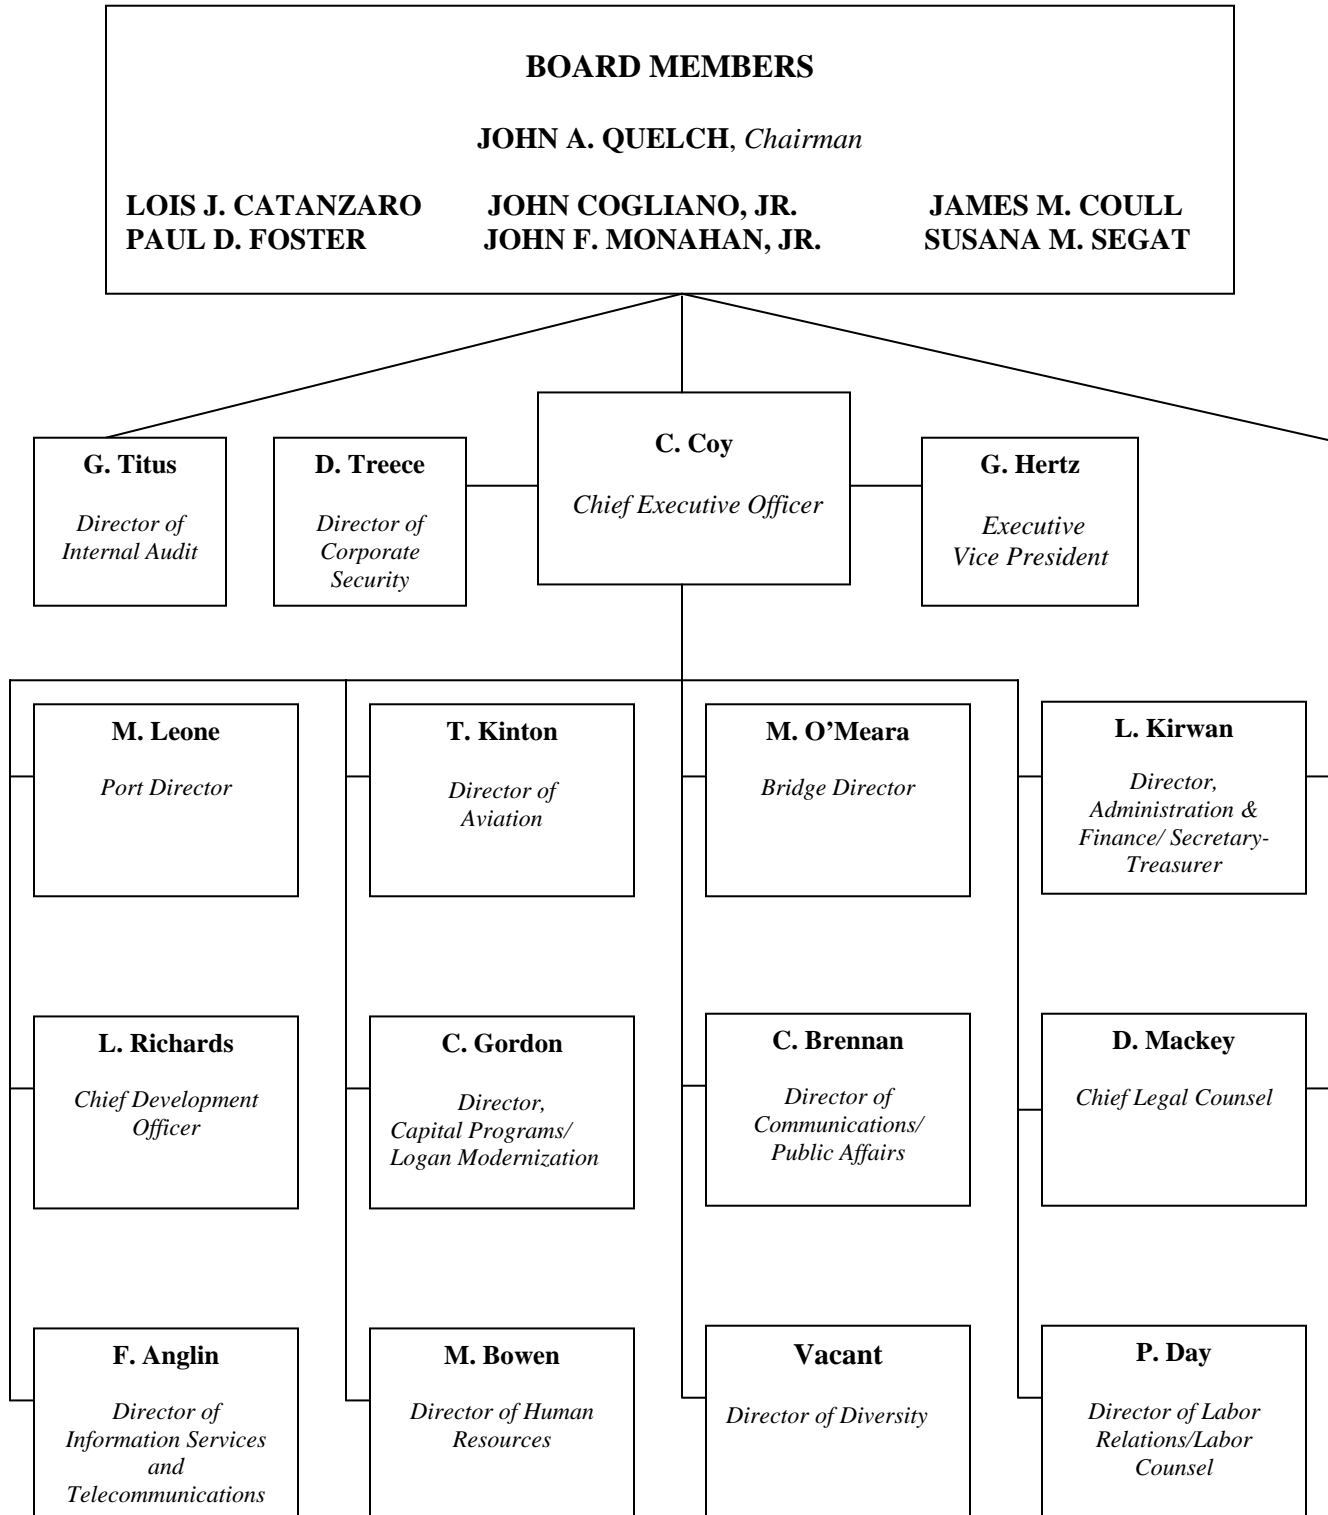 BOARD MEMBERS
JOHN A. QUELCH, Chairman
LOIS J. CATANZARO JOHN COGLIANO, JR. JAMES M. COULL
PAUL D. FOSTER JOHN F. MONAHAN, JR. SUSANA M. SEGAT
G. Titus
Director of
Internal Audit
D. Treece
Director of
Corporate
Security
C. Coy
Chief Executive Officer
G. Hertz
Executive
Vice President
M. Leone
Port Director
T. Kinton
Director of
Aviation
M. O’Meara
Bridge Director
L. Kirwan
Director,
Administration &
Finance/ Secretary-
Treasurer
L. Richards
Chief Development
Officer
C. Gordon
Director,
Capital Programs/
Logan Modernization
C. Brennan
Director of
Communications/
Public Affairs
D. Mackey
Chief Legal Counsel
F. Anglin
Director of
Information Services
and
Telecommunications
M. Bowen
Director of Human
Resources
Vacant
Director of Diversity
P. Day
Director of Labor
Relations/Labor
Counsel